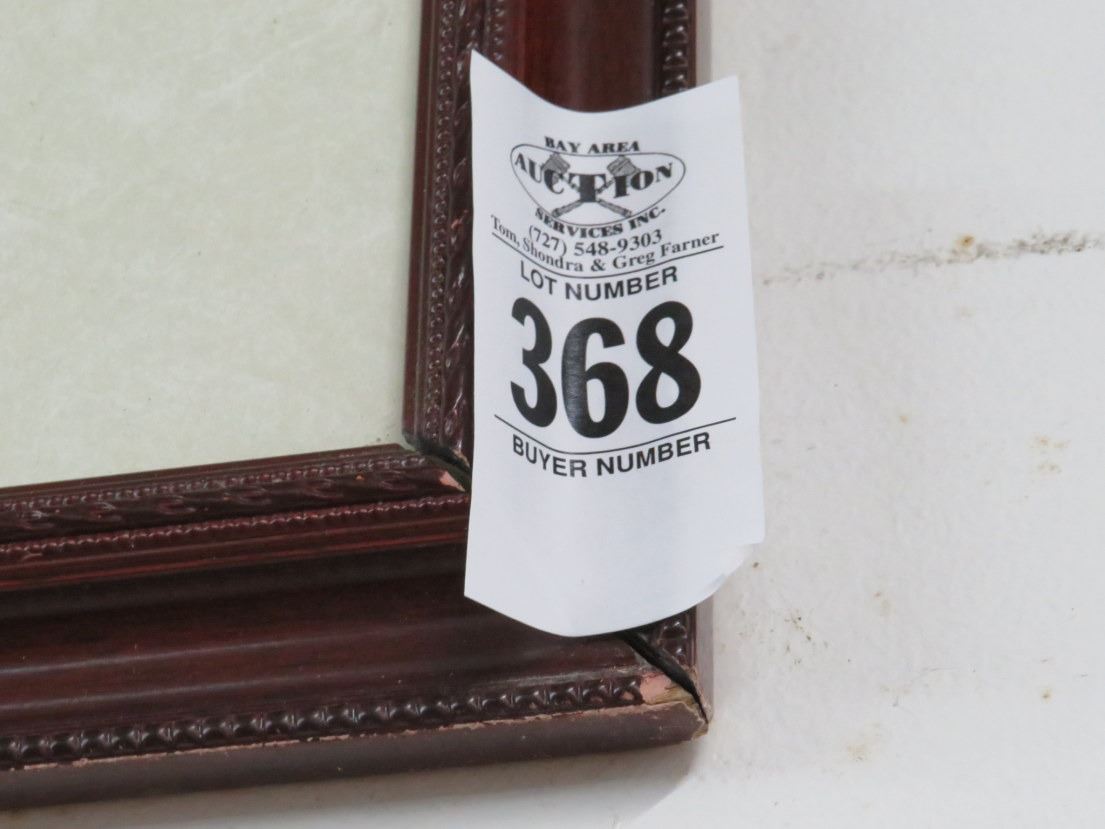 BAY AREA
AUCTION
SERVICES INC.
(727) 548-9303
Tom, Shondra & Greg Farner
LOT NUMBER
368
BUYER NUMBER